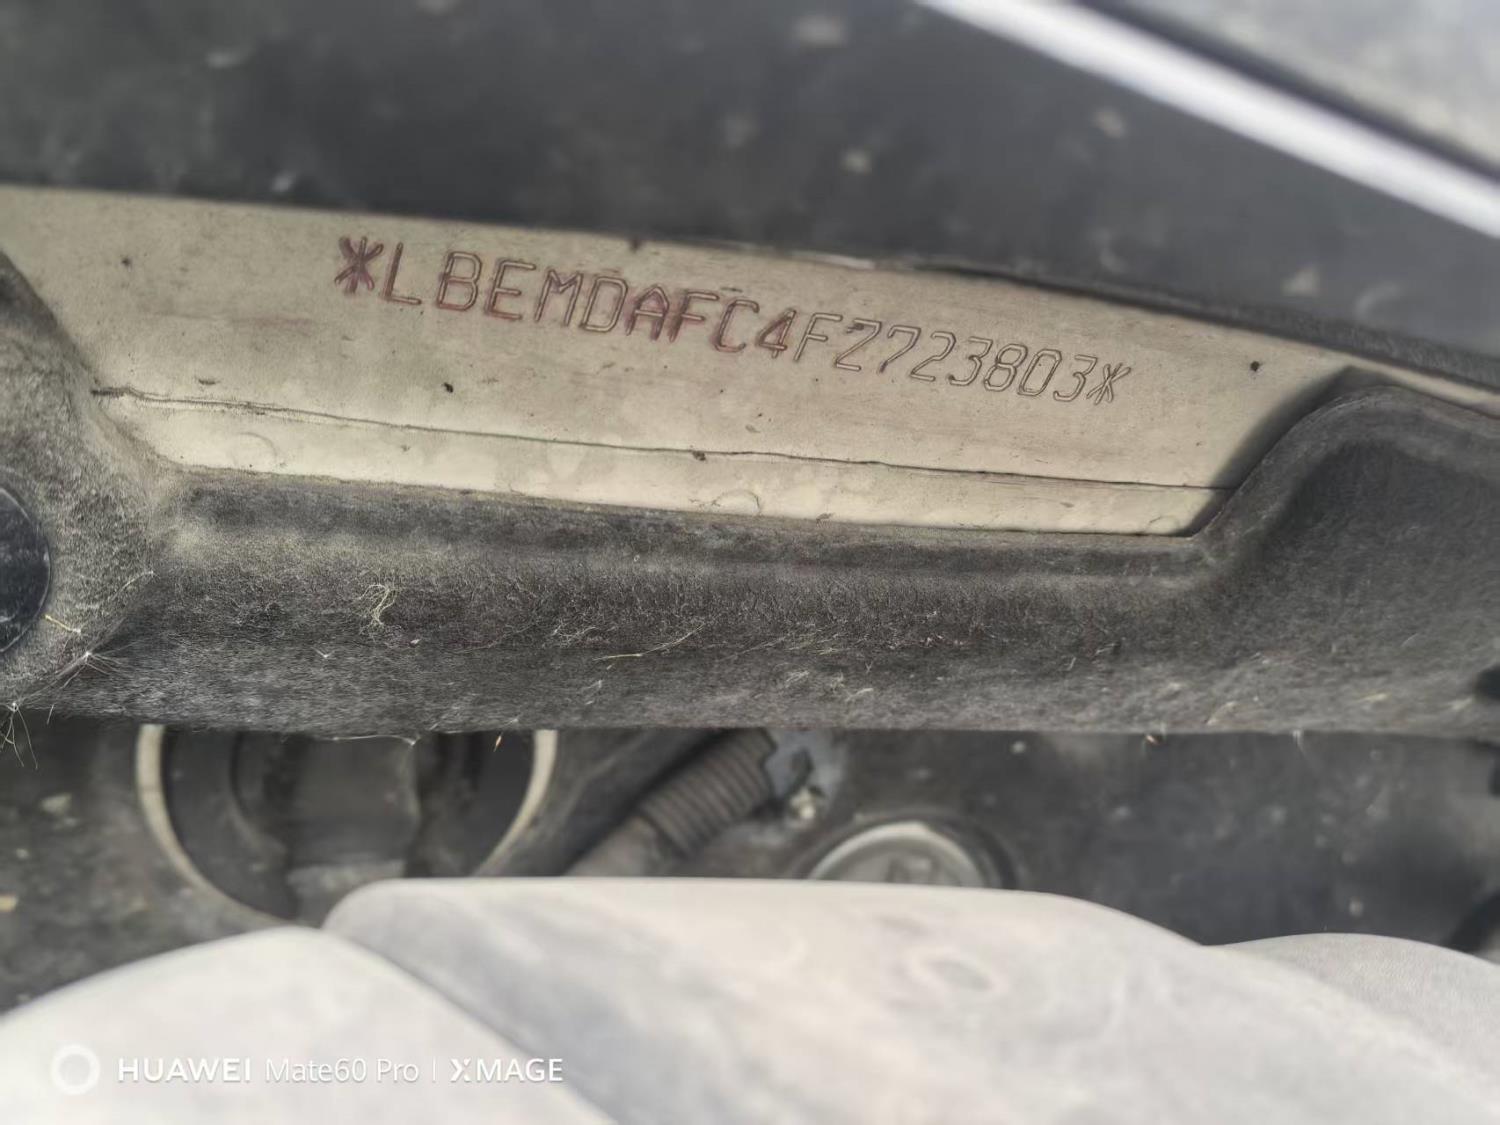 *LBEMDAFC4FZ723803*
HUAWEI Mate60 Pro | XMAGE